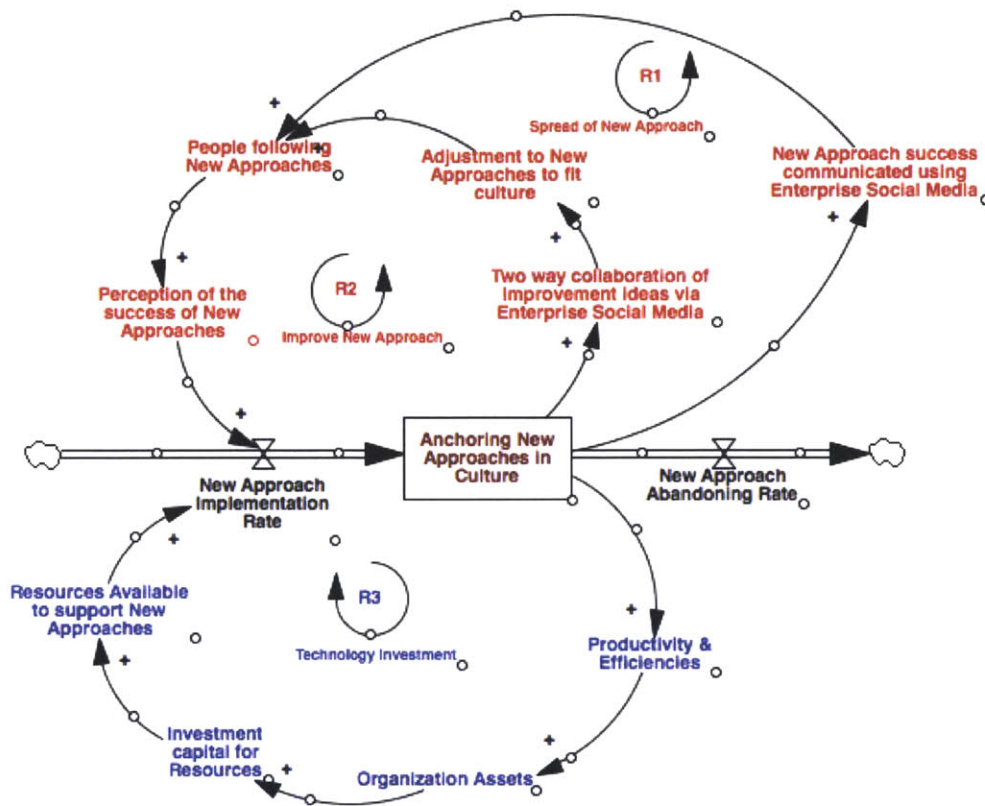 R1
Spread of New Approach
People following
New Approaches
Adjustment to New
Approaches to fit
culture
New Approach success
communicated using
Enterprise Social Media
Perception of the
success of New
Approaches
R2
Improve New Approach
Two way collaboration of
improvement ideas via
Enterprise Social Media
Anchoring New
Approaches in
Culture
New Approach
Implementation
Rate
New Approach
Abandoning Rate
Resources Available
to support New
Approaches
R3
Technology Investment
Productivity &
Efficiencies
Investment
capital for
Resources
Organization Assets